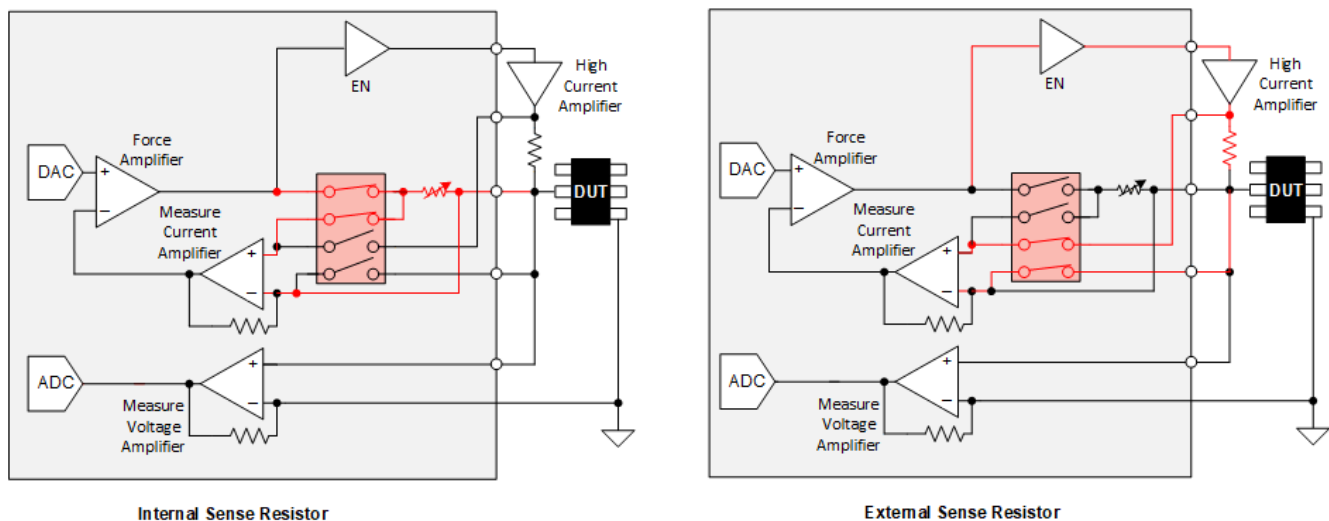 EN
High
Current
Amplifier
Force
Amplifier
DAC
+
−
DUT
Measure
Current
Amplifier
+
−
ADC
+
−
Measure
Voltage
Amplifier
Internal Sense Resistor
EN
High
Current
Amplifier
Force
Amplifier
DAC
+
−
DUT
Measure
Current
Amplifier
+
−
ADC
+
−
Measure
Voltage
Amplifier
External Sense Resistor